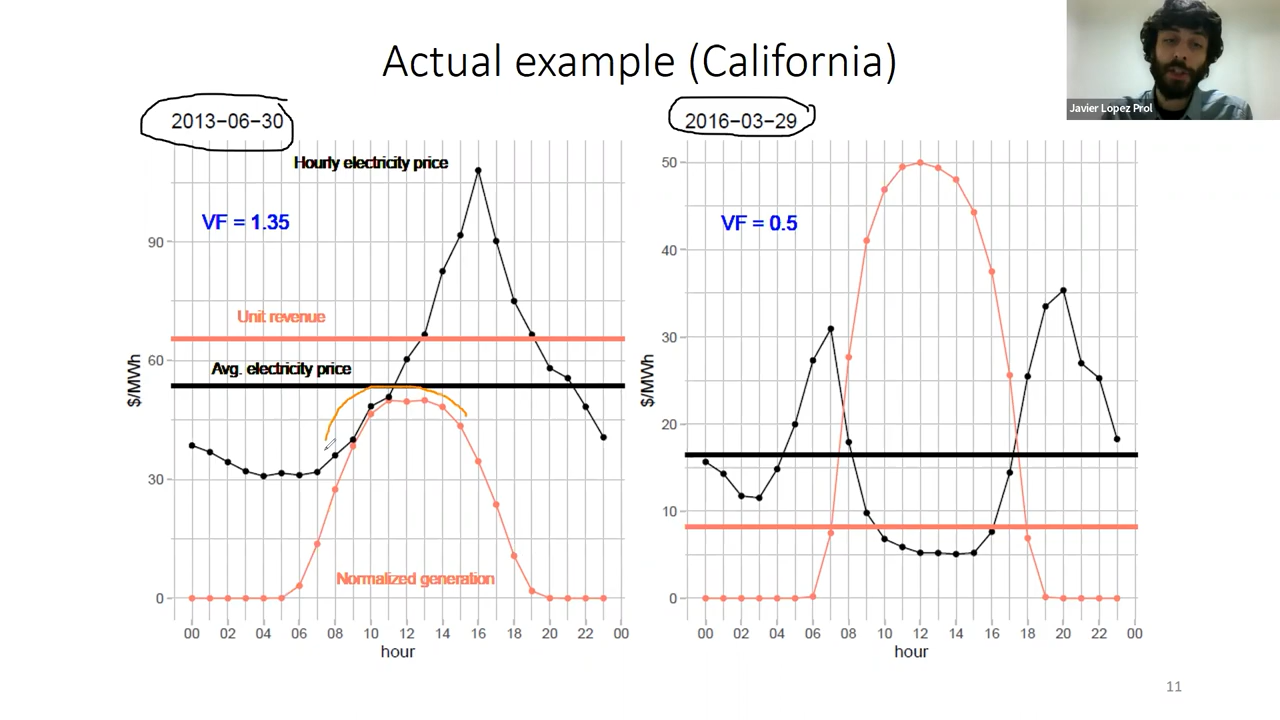 Actual example (California)
Javier Lopez Prol
2013-06-30
Hourly electricity price
VF = 1.35
Unit revenue
Avg. electricity price
Normalized generation
$/MWh
90
60
30
0
00 02 04 06 08 10 12 14 16 18 20 22 00
hour
2016-03-29
VF = 0.5
$/MWh
50
40
30
20
10
0
00 02 04 06 08 10 12 14 16 18 20 22 00
hour
11